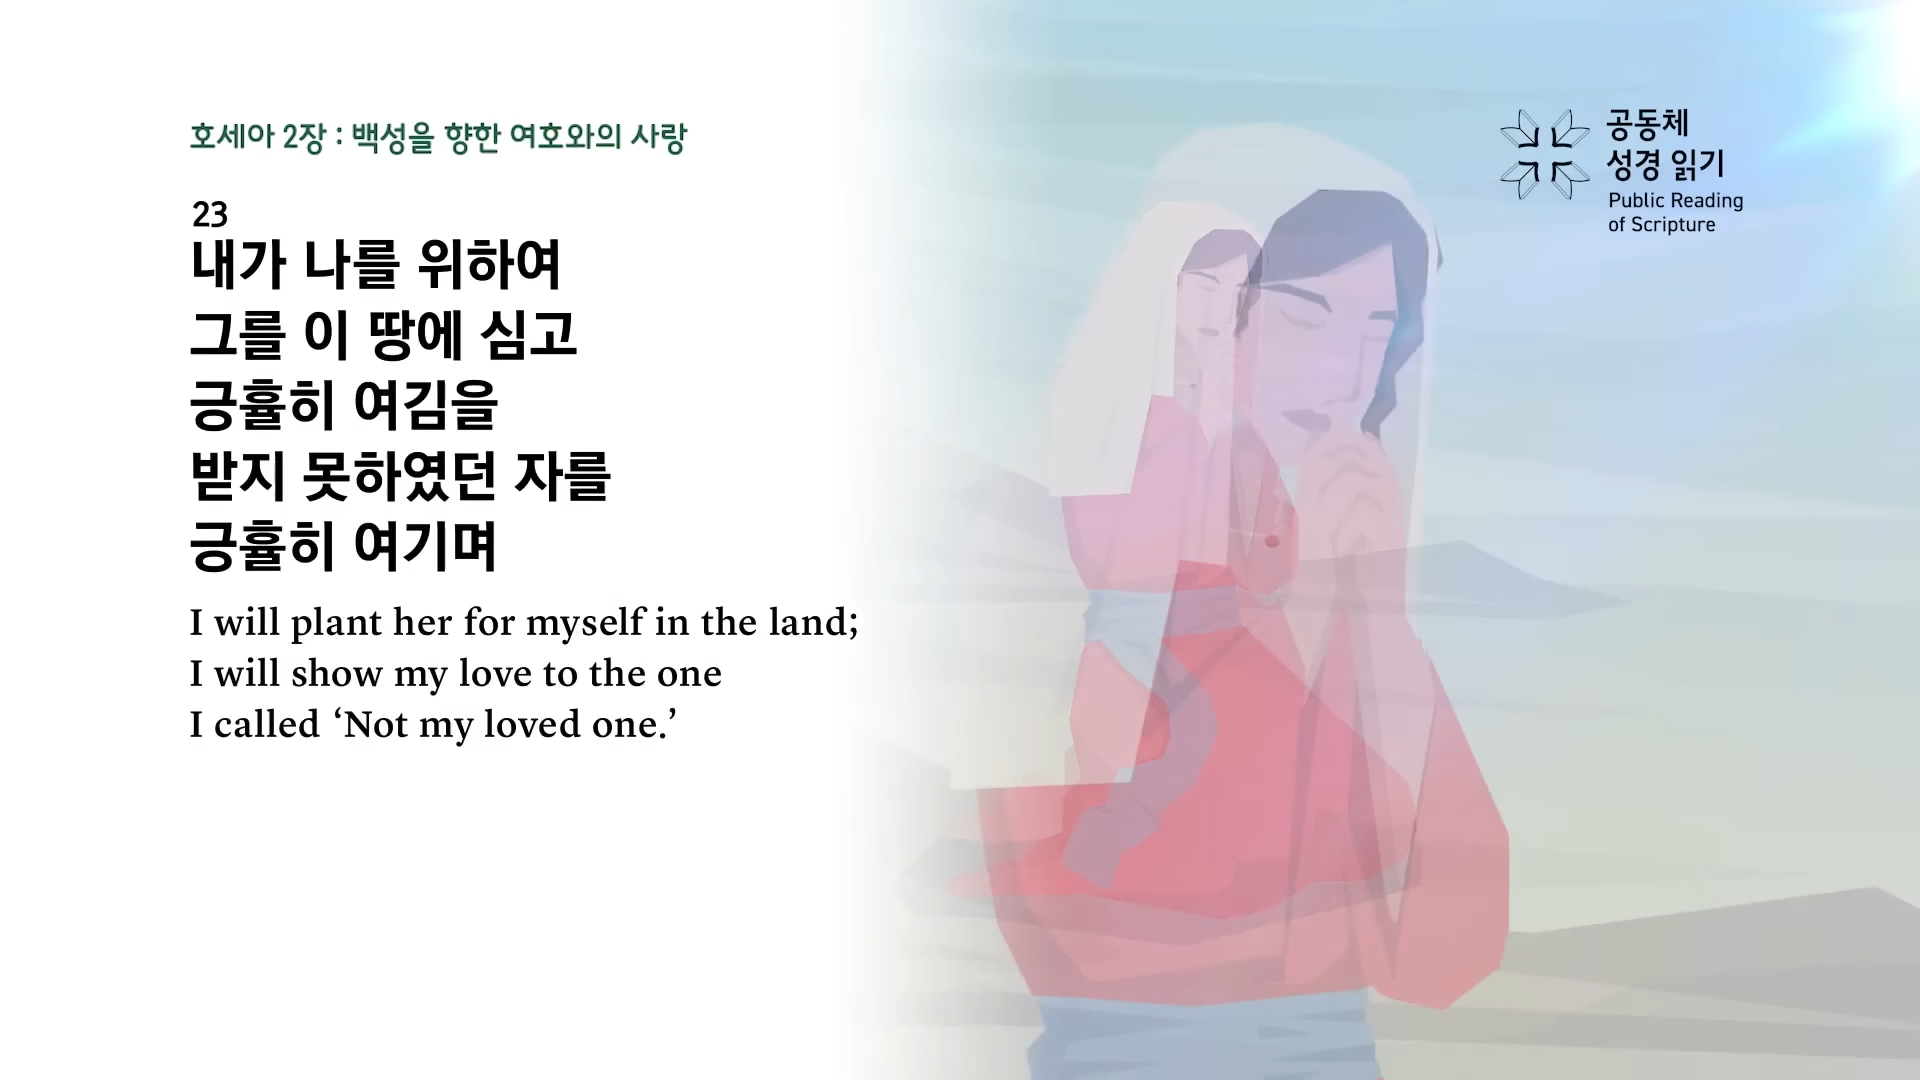 호세아 2장 : 백성을 향한 여호와의 사랑
23
내가 나를 위하여
그를 이 땅에 심고
긍휼히 여김을
받지 못하였던 자를
긍휼히 여기며
I will plant her for myself in the land;
I will show my love to the one
I called ‘Not my loved one.’
공동체
성경 읽기
Public Reading
of Scripture